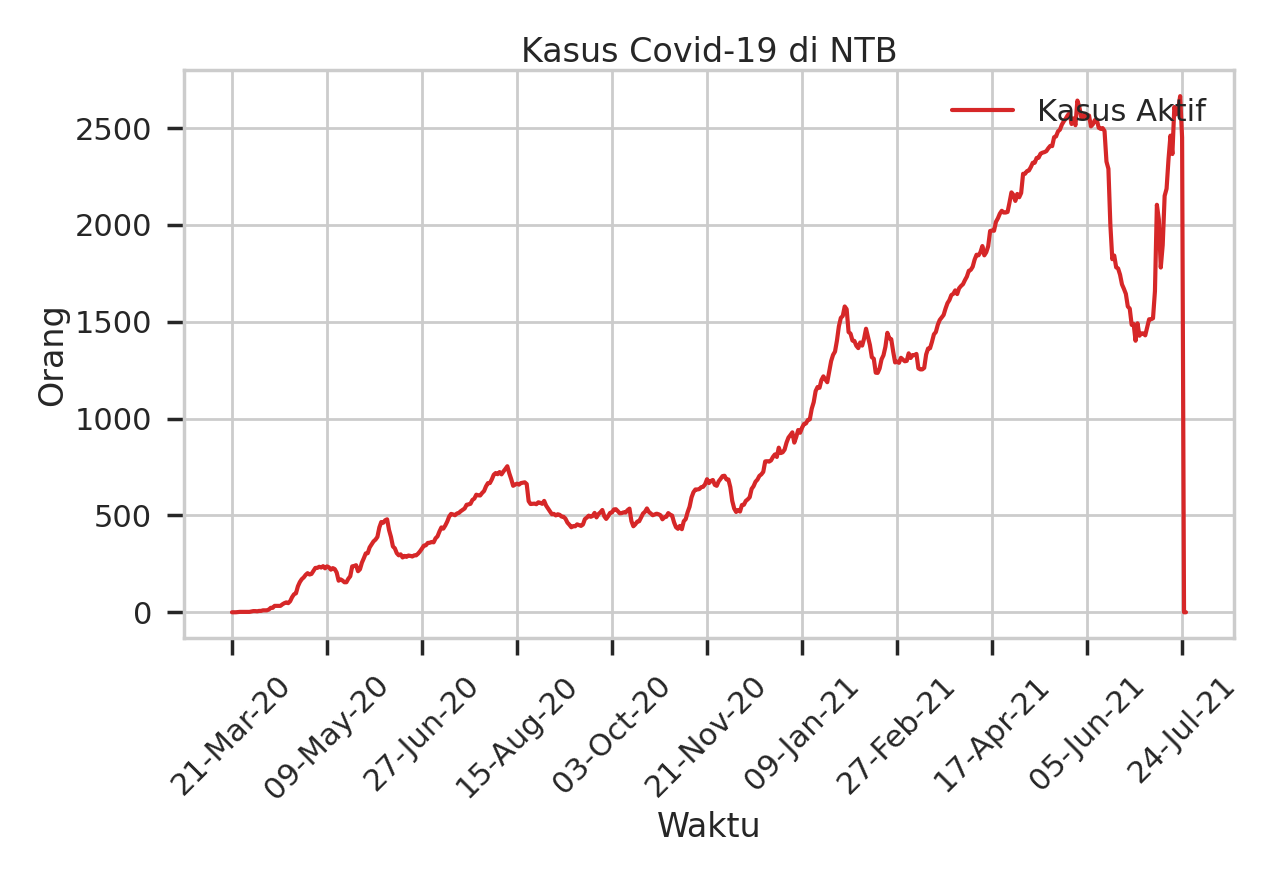 Kasus Covid-19 di NTB
Kasus Aktif
Orang
2500
2000
1500
1000
500
0
21-Mar-20
09-May-20
27-Jun-20
15-Aug-20
03-Oct-20
21-Nov-20
09-Jan-21
27-Feb-21
17-Apr-21
05-Jun-21
24-Jul-21
Waktu